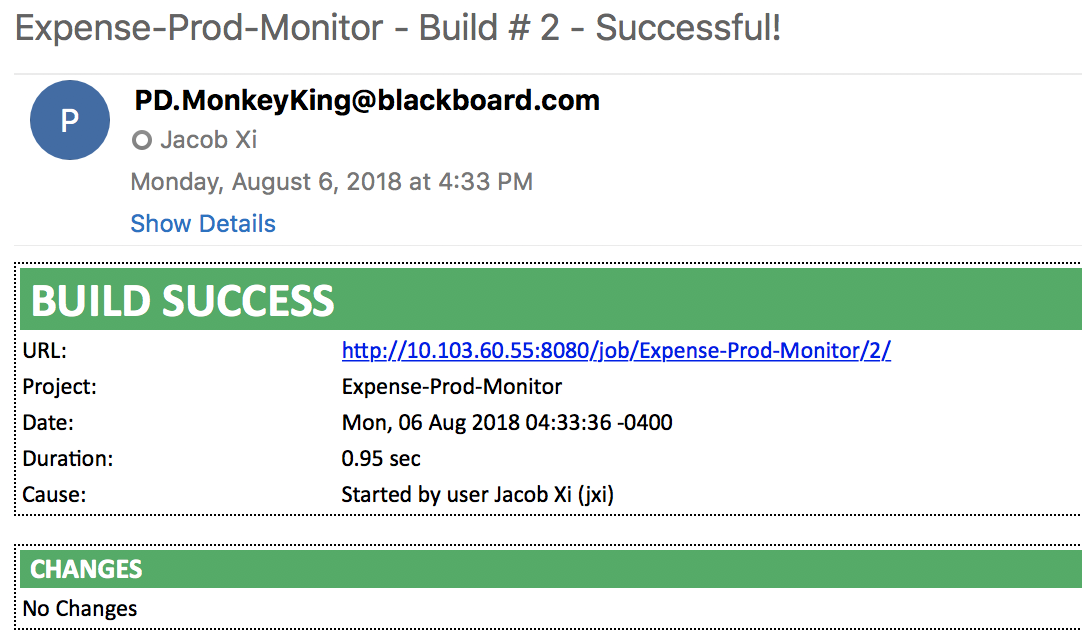 Expense-Prod-Monitor - Build # 2 - Successful!
P
PD.MonkeyKing@blackboard.com
Jacob Xi
Monday, August 6, 2018 at 4:33 PM
Show Details
BUILD SUCCESS
URL: http://10.103.60.55:8080/job/Expense-Prod-Monitor/2/
Project: Expense-Prod-Monitor
Date: Mon, 06 Aug 2018 04:33:36 -0400
Duration: 0.95 sec
Cause: Started by user Jacob Xi (jxi)
CHANGES
No Changes